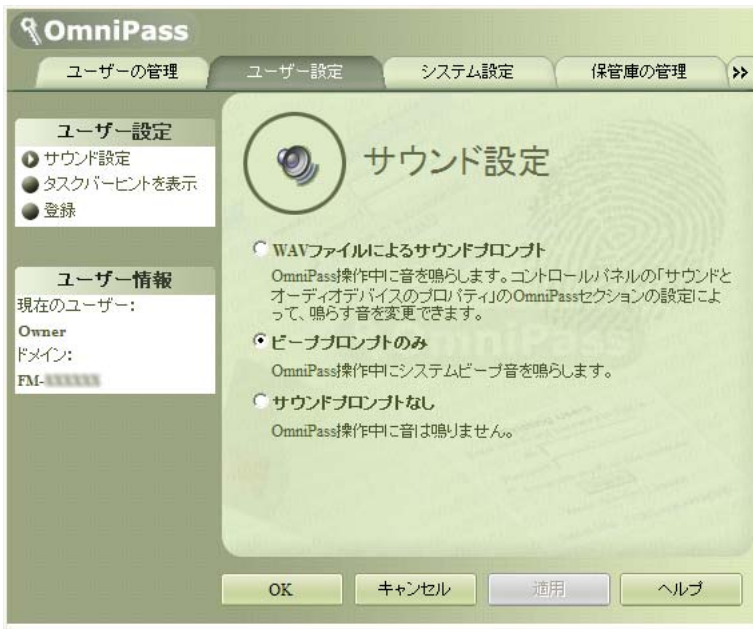 OmniPass
ユーザーの管理
ユーザー設定
システム設定
保管庫の管理
ユーザー設定
サウンド設定
タスクバーヒントを表示
登録
ユーザー情報
現在のユーザー:
Owner
ドメイン:
FM-
サウンド設定
WAVファイルによるサウンドプロンプト
OmniPass操作中に音を鳴らします。コントロールパネルの「サウンドと
オーディオデバイスのプロパティ」のOmniPassセクションの設定によ
って、鳴らす音を変更できます。
ビーププロンプトのみ
OmniPass操作中にシステムビープ音を鳴らします。
サウンドプロンプトなし
OmniPass操作中に音は鳴りません。
OK
キャンセル
適用
ヘルプ